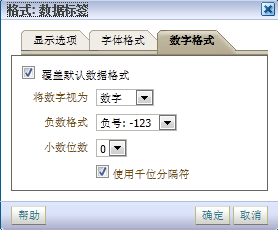 格式: 数据标签
显示选项 字体格式 数字格式
覆盖默认数据格式
将数字视为 数字
负数格式 负号: -123
小数位数 0
使用千位分隔符
帮助 确定 取消